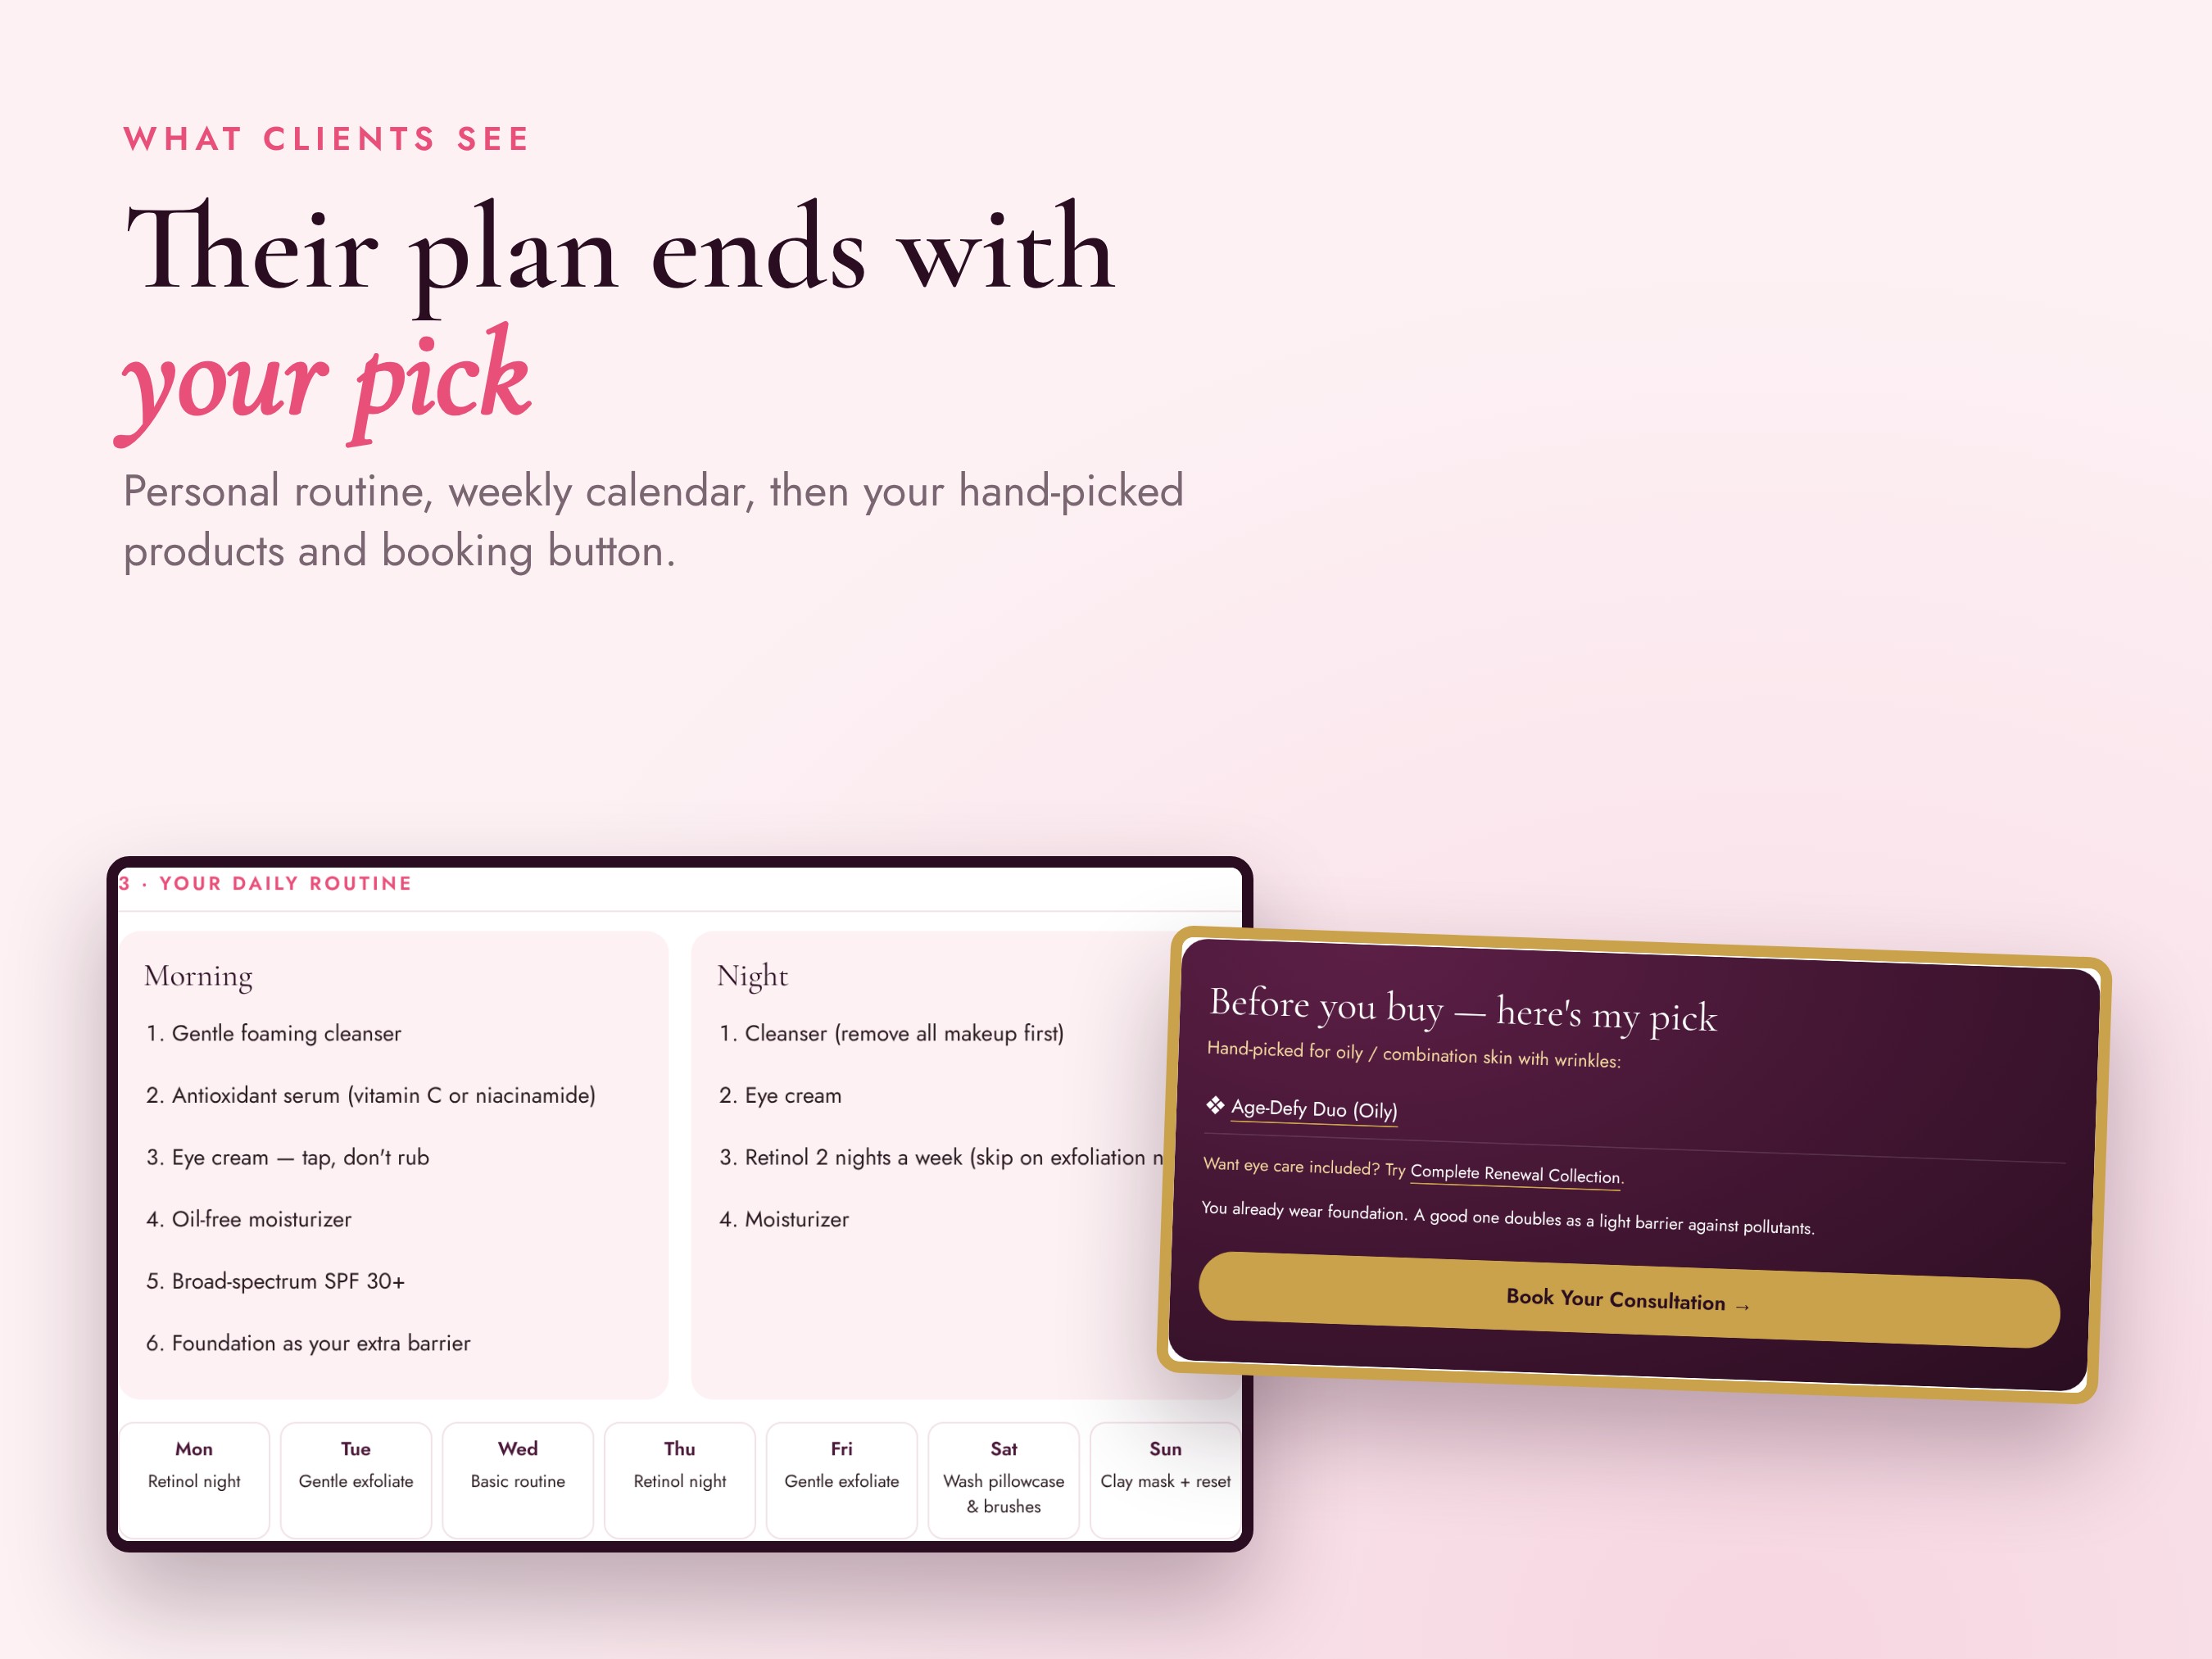 WHAT CLIENTS SEE
Their plan ends with
your pick
Personal routine, weekly calendar, then your hand-picked
products and booking button.
3 · YOUR DAILY ROUTINE
Morning
1. Gentle foaming cleanser
2. Antioxidant serum (vitamin C or niacinamide)
3. Eye cream — tap, don't rub
4. Oil-free moisturizer
5. Broad-spectrum SPF 30+
6. Foundation as your extra barrier
Night
1. Cleanser (remove all makeup first)
2. Eye cream
3. Retinol 2 nights a week (skip on exfoliation
4. Moisturizer
Mon
Retinol night
Tue
Gentle exfoliate
Wed
Basic routine
Thu
Retinol night
Fri
Gentle exfoliate
Sat
Wash pillowcase
& brushes
Sun
Clay mask + reset
Before you buy — here's my pick
Hand-picked for oily / combination skin with wrinkles:
❖ Age-Defy Duo (Oily)
Want eye care included? Try Complete Renewal Collection.
You already wear foundation. A good one doubles as a light barrier against pollutants.
Book Your Consultation →